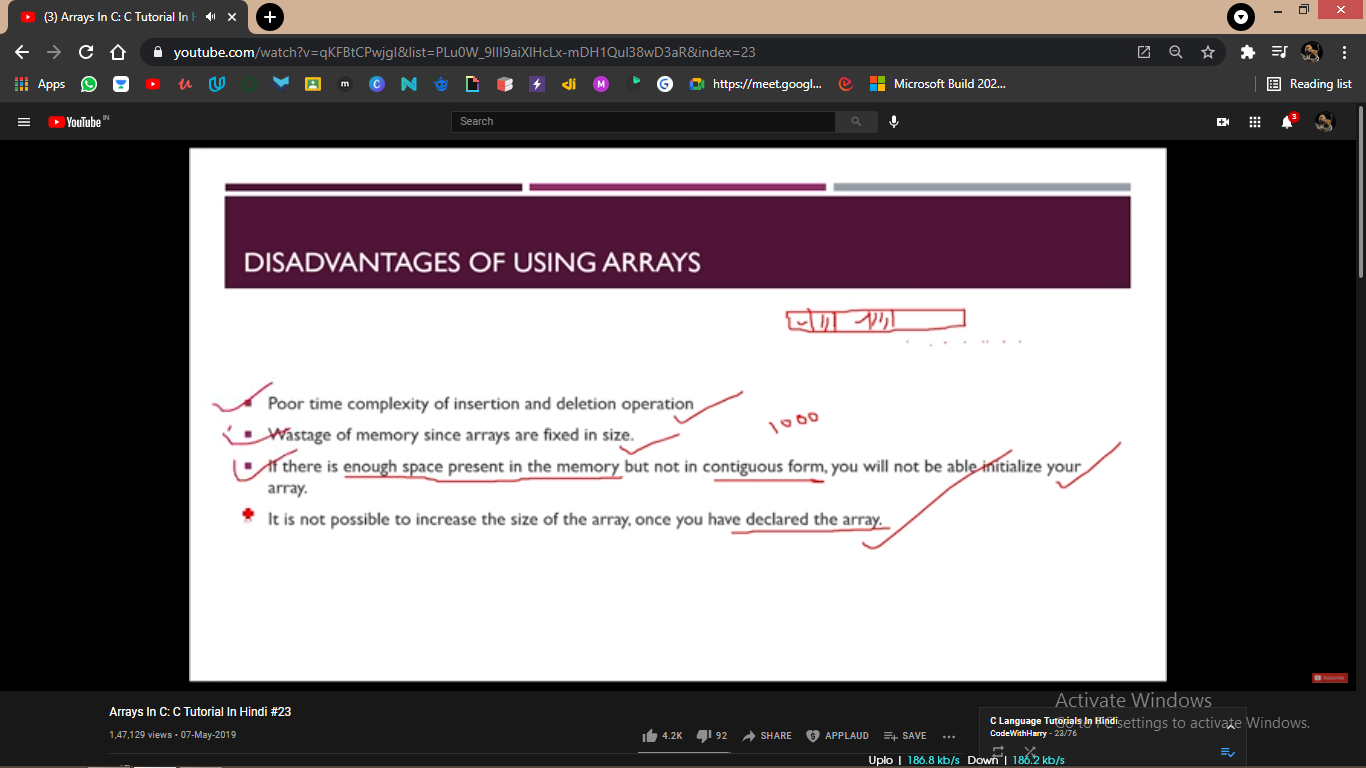 (3) Arrays In C: C Tutorial In H
youtube.com/watch?v=qKFBtCPwjgI&list=PLu0W_9lII9aiXlHcLx-mDH1QuI38wD3aR&index=23
Apps
https://meet.googl...
Microsoft Build 202...
Reading list
YouTube IN
Search
3
DISADVANTAGES OF USING ARRAYS
Poor time complexity of insertion and deletion operation
1000
Wastage of memory since arrays are fixed in size.
If there is enough space present in the memory but not in contiguous form, you will not be able initialize your
array.
It is not possible to increase the size of the array, once you have declared the array.
Subscribe
Activate Windows
Go to PC settings to activate Windows.
Arrays In C: C Tutorial In Hindi #23
1,47,129 views • 07-May-2019
4.2K
92
SHARE
APPLAUD
SAVE
C Language Tutorials In Hindi
CodeWithHarry - 23/76
Uplo | 186.8 kb/s Down | 186.2 kb/s